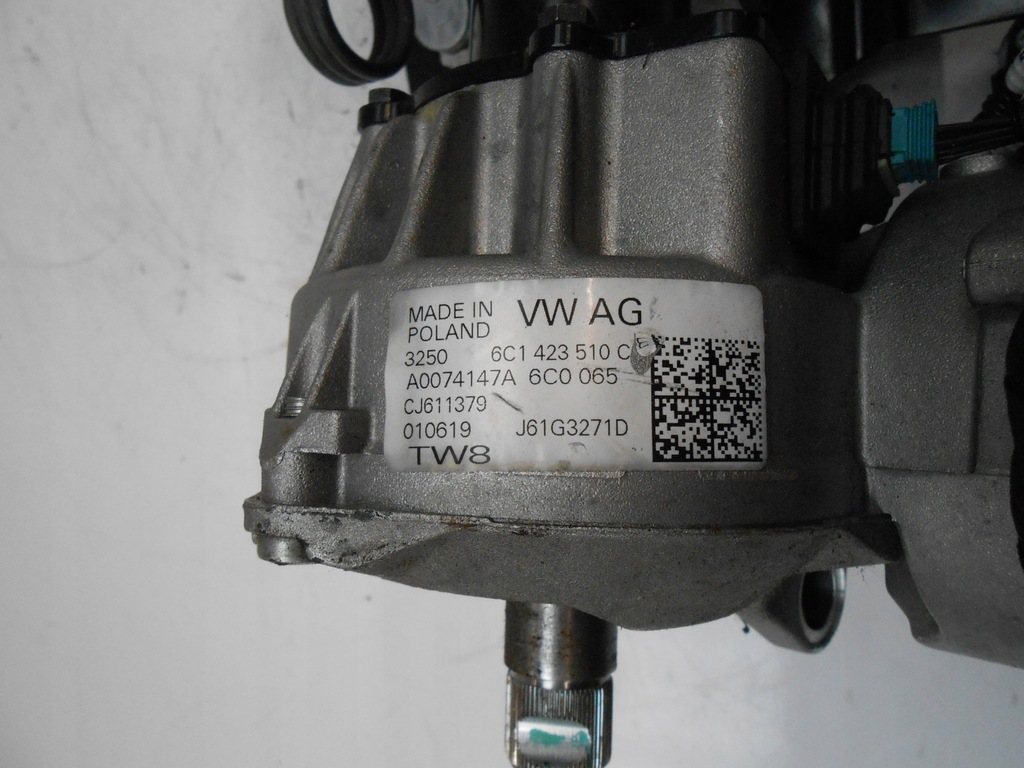 MADE IN VW AG
POLAND
3250 6C1 423 510 C
A0074147A 6C0 065
CJ611379
010619 J61G3271D
TW8